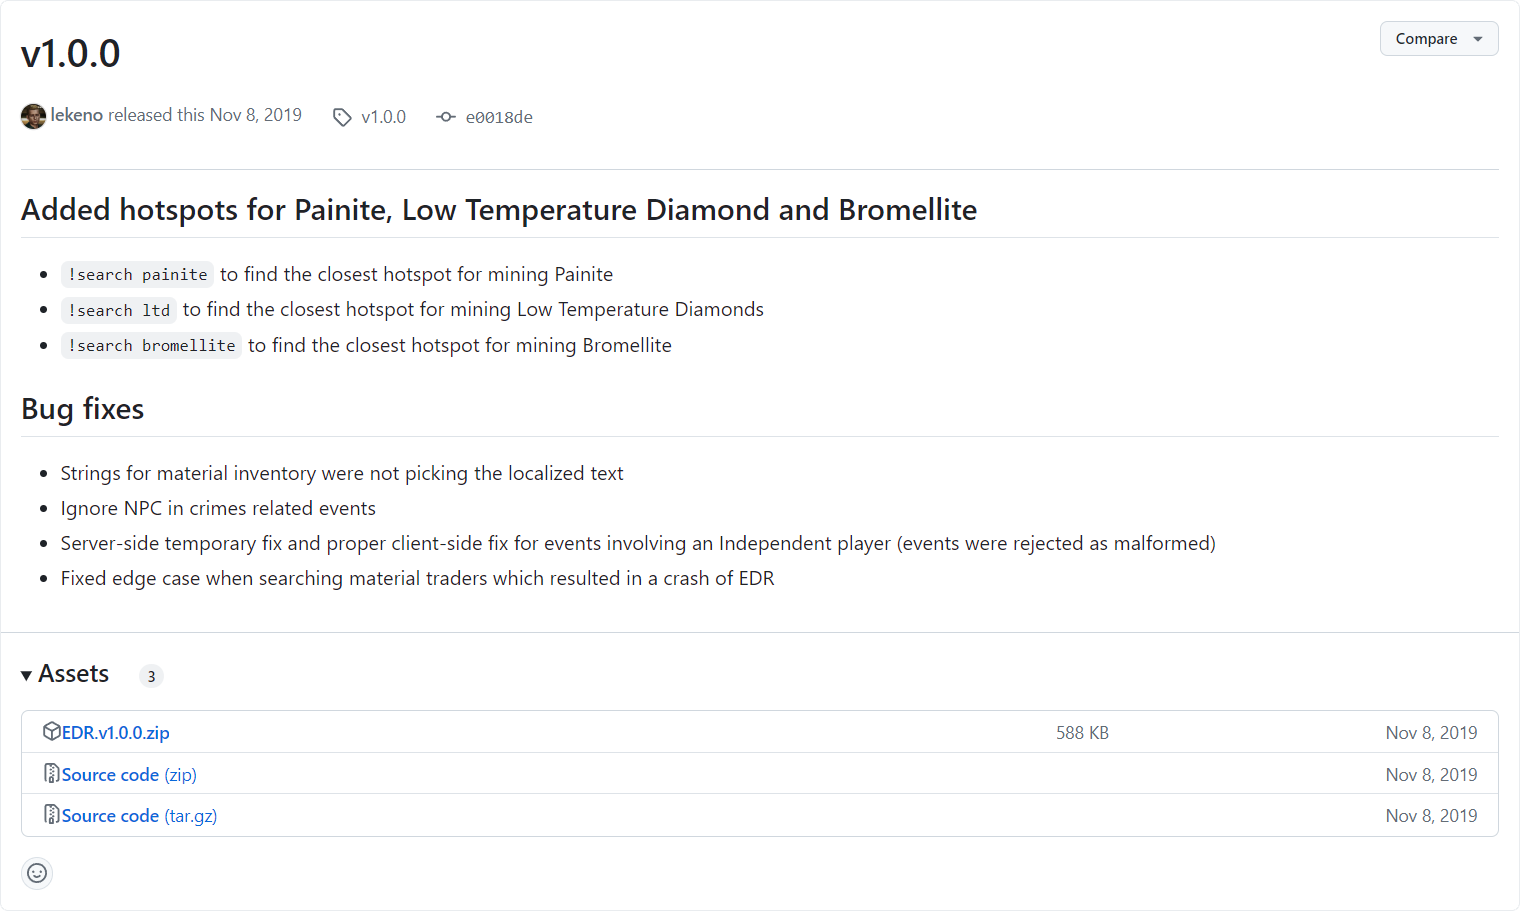 v1.0.0
Compare
lekeno released this Nov 8, 2019 v1.0.0 e0018de
Added hotspots for Painite, Low Temperature Diamond and Bromellite
!search painite to find the closest hotspot for mining Painite
!search ltd to find the closest hotspot for mining Low Temperature Diamonds
!search bromellite to find the closest hotspot for mining Bromellite
Bug fixes
Strings for material inventory were not picking the localized text
Ignore NPC in crimes related events
Server-side temporary fix and proper client-side fix for events involving an Independent player (events were rejected as malformed)
Fixed edge case when searching material traders which resulted in a crash of EDR
Assets 3
EDR.v1.0.0.zip 588 KB Nov 8, 2019
Source code (zip) Nov 8, 2019
Source code (tar.gz) Nov 8, 2019